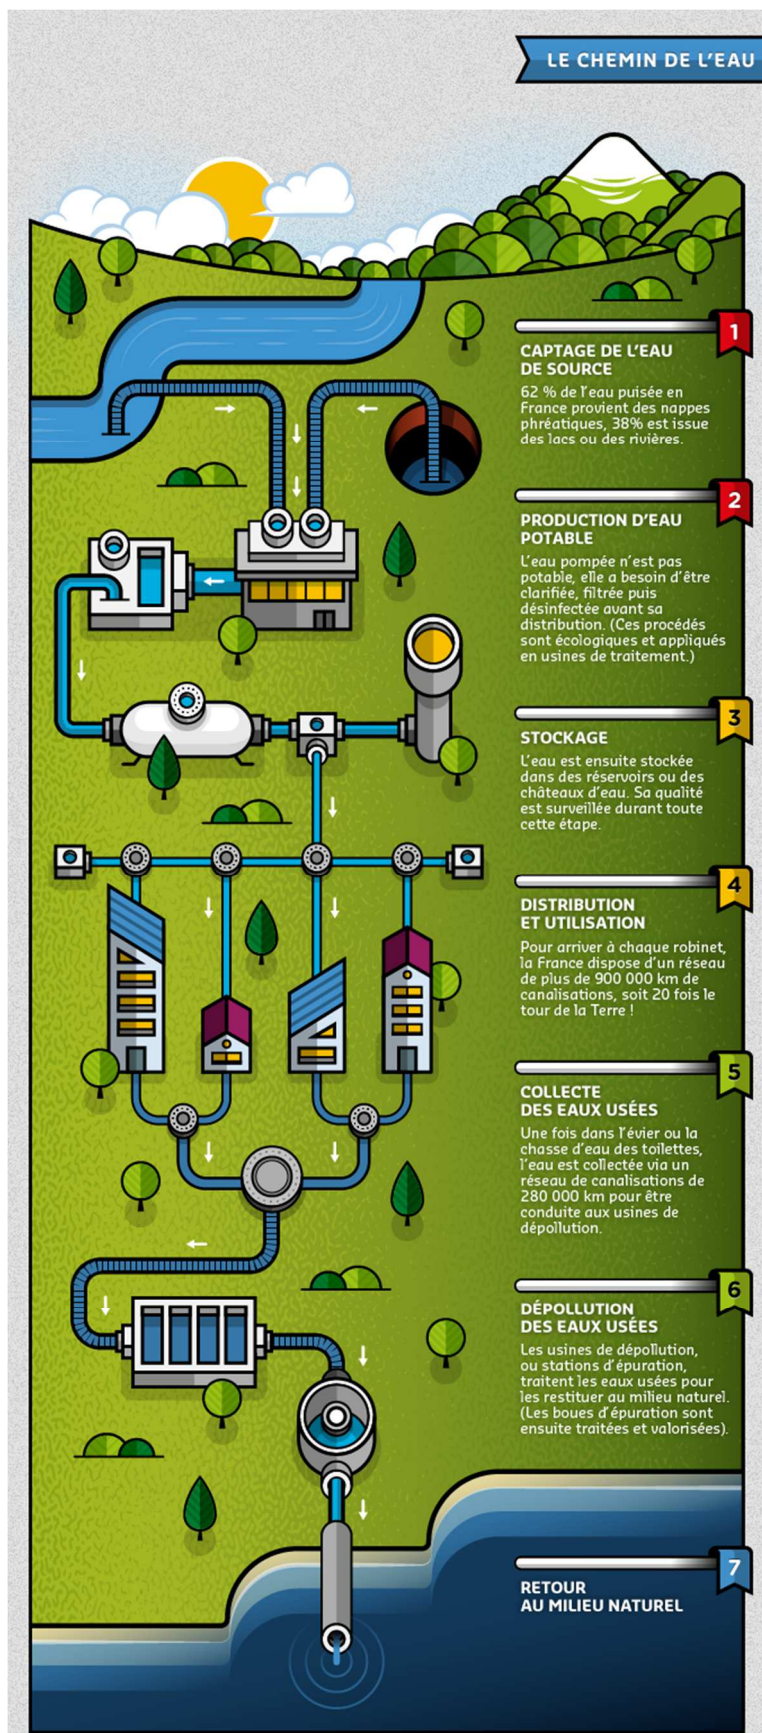 LE CHEMIN DE L'EAU
1
CAPTAGE DE L'EAU
DE SOURCE
62 % de l'eau puisée en
France provient des nappes
phréatiques, 38% est issue
des lacs ou des rivières.
2
PRODUCTION D'EAU
POTABLE
L'eau pompée n'est pas
potable, elle a besoin d'être
clarifiée, filtrée puis
désinfectée avant sa
distribution. (Ces procédés
sont écologiques et appliqués
en usines de traitement.)
3
STOCKAGE
L'eau est ensuite stockée
dans des réservoirs ou des
châteaux d'eau. Sa qualité
est surveillée durant toute
cette étape.
4
DISTRIBUTION
ET UTILISATION
Pour arriver à chaque robinet,
la France dispose d'un réseau
de plus de 900 000 km de
canalisations, soit 20 fois le
tour de la Terre !
5
COLLECTE
DES EAUX USÉES
Une fois dans l'évier ou la
chasse d'eau des toilettes,
l'eau est collectée via un
réseau de canalisations de
280 000 km pour être
conduite aux usines de
dépollution.
6
DÉPOLLUTION
DES EAUX USÉES
Les usines de dépollution,
ou stations d'épuration,
traitent les eaux usées pour
les restituer au milieu naturel.
(Les boues d'épuration sont
ensuite traitées et valorisées).
7
RETOUR
AU MILIEU NATUREL